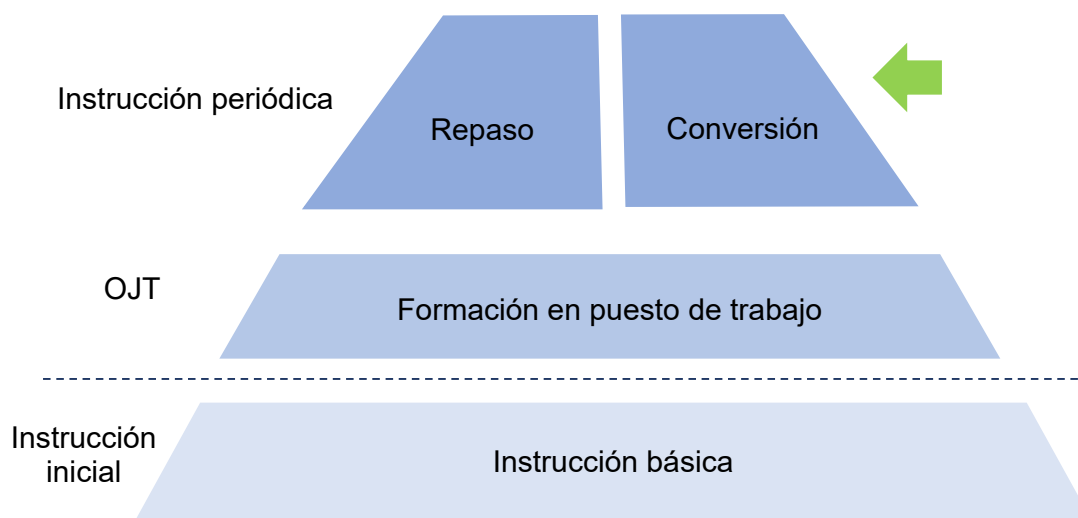 Instrucción periódica
Repaso
Conversión
OJT
Formación en puesto de trabajo
Instrucción
inicial
Instrucción básica